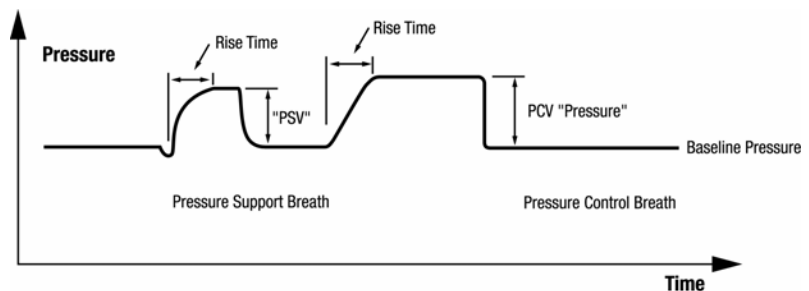 Rise Time
Rise Time
Pressure
"PSV"
PCV "Pressure"
Baseline Pressure
Pressure Support Breath
Pressure Control Breath
Time